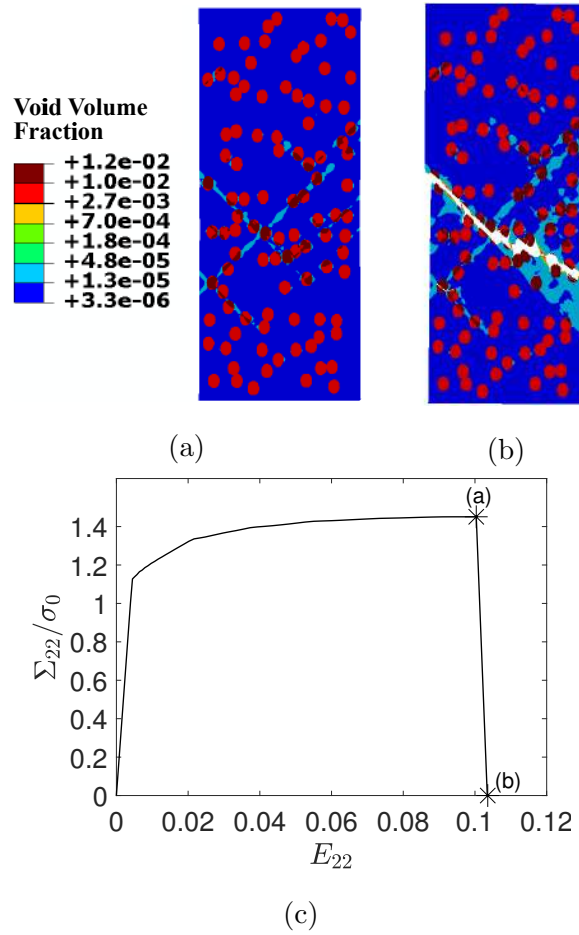 Void Volume
Fraction
+1.2e-02
+1.0e-02
+2.7e-03
+7.0e-04
+1.8e-04
+4.8e-05
+1.3e-05
+3.3e-06
(a)
(b)
(a)
1.4
1.2
1
0.8
0.6
0.4
0.2
0
Σ22/σ0
(b)
0 0.02 0.04 0.06 0.08 0.1 0.12
E22
(c)